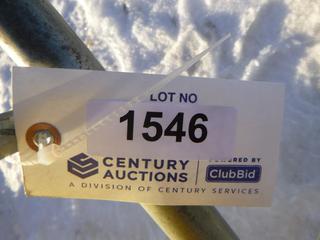 LOT NO
1546
CENTURY AUCTIONS
POWERED BY
ClubBid
A DIVISION OF CENTURY SERVICES